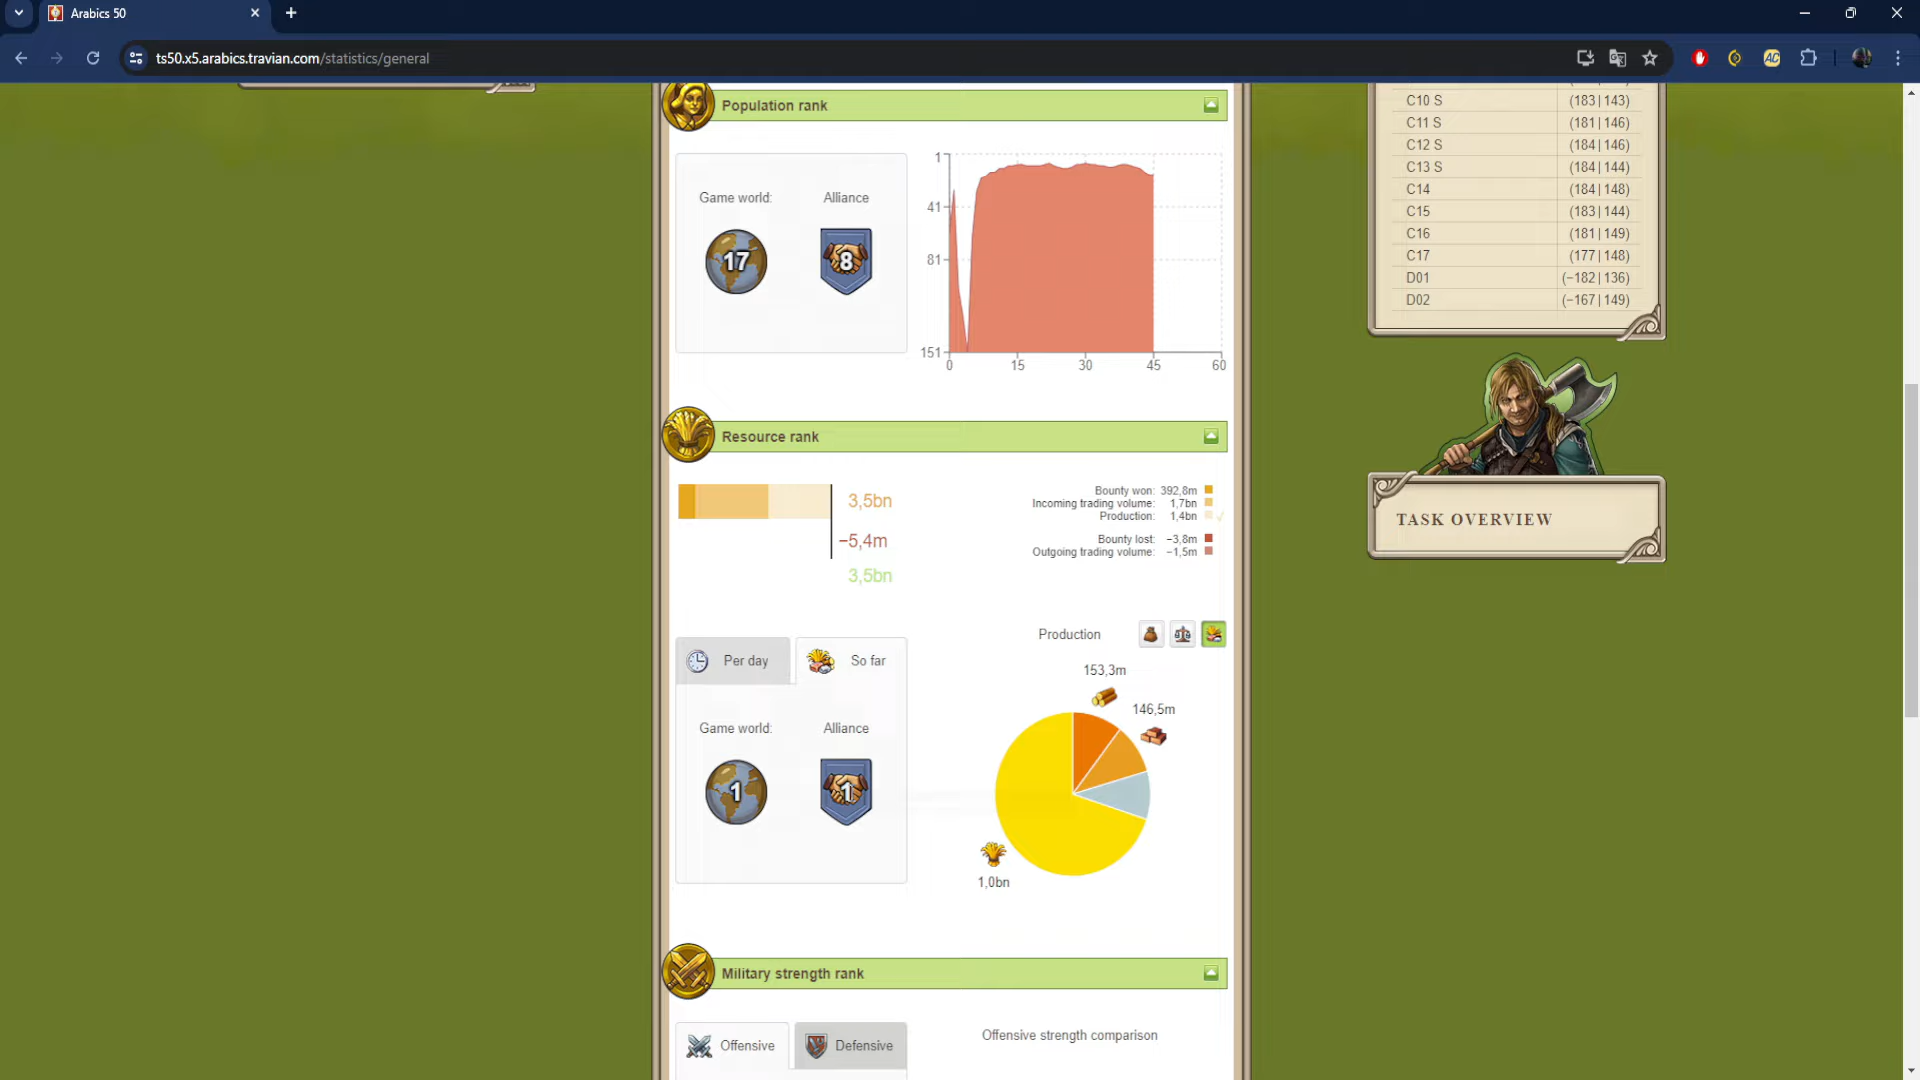 Arabics 50
ts50.x5.arabics.travian.com/statistics/general
AC
Population rank
Game world:
Alliance
17
8
1
41
81
151
0
15
30
45
60
Resource rank
3,5bn
−5,4m
3,5bn
Bounty won: 392,8m
Incoming trading volume: 1,7bn
Production: 1,4bn
Bounty lost: −3,8m
Outgoing trading volume: −1,5m
Per day
So far
Game world:
Alliance
1
1
Production
153,3m
146,5m
1,0bn
Military strength rank
Offensive
Defensive
Offensive strength comparison
C10 S (183|143)
C11 S (181|146)
C12 S (184|146)
C13 S (184|144)
C14 (184|148)
C15 (183|144)
C16 (181|149)
C17 (177|148)
D01 (−182|136)
D02 (−167|149)
TASK OVERVIEW